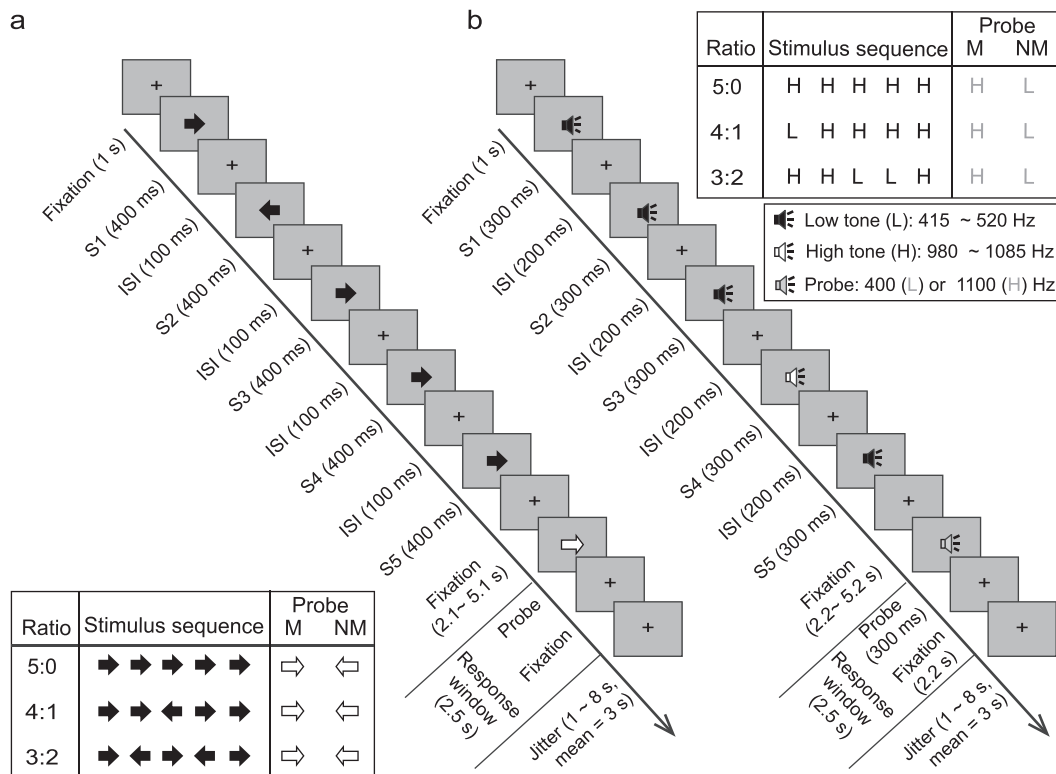 a
Fixation (1 s)
S1 (400 ms)
ISI (100 ms)
S2 (400 ms)
ISI (100 ms)
S3 (400 ms)
ISI (100 ms)
S4 (400 ms)
ISI (100 ms)
S5 (400 ms)
Fixation
(2.1~ 5.1 s)
Probe
Fixation
Response
window
(2.5 s)
Jitter (1 ~ 8 s,
mean = 3 s)
Ratio Stimulus sequence Probe
M NM
5:0
4:1
3:2
b
Fixation (1 s)
S1 (300 ms)
ISI (200 ms)
S2 (300 ms)
ISI (200 ms)
S3 (300 ms)
ISI (200 ms)
S4 (300 ms)
ISI (200 ms)
S5 (300 ms)
Fixation
(2.2~ 5.2 s)
Probe
(300 ms)
Fixation
(2.2 s)
Response
window
(2.5 s)
Jitter (1 ~ 8 s,
mean = 3 s)
Ratio Stimulus sequence Probe
M NM
5:0 H H H H H H L
4:1 L H H H H H L
3:2 H H L L H H L
Low tone (L): 415 ~ 520 Hz
High tone (H): 980 ~ 1085 Hz
Probe: 400 (L) or 1100 (H) Hz